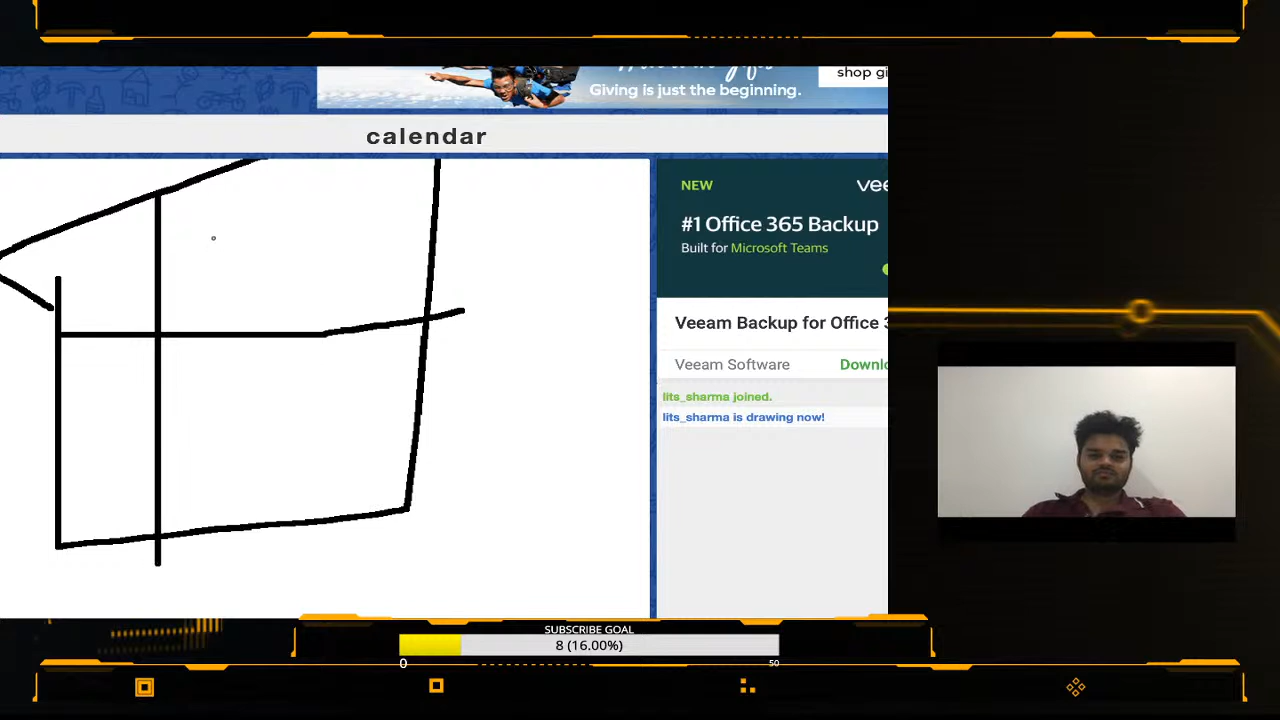 shop gi
Giving is just the beginning.
calendar
NEW
vee
#1 Office 365 Backup
Built for Microsoft Teams
Veeam Backup for Office 3
Veeam Software
Downlo
lits_sharma joined.
lits_sharma is drawing now!
SUBSCRIBE GOAL
8 (16.00%)
0
50